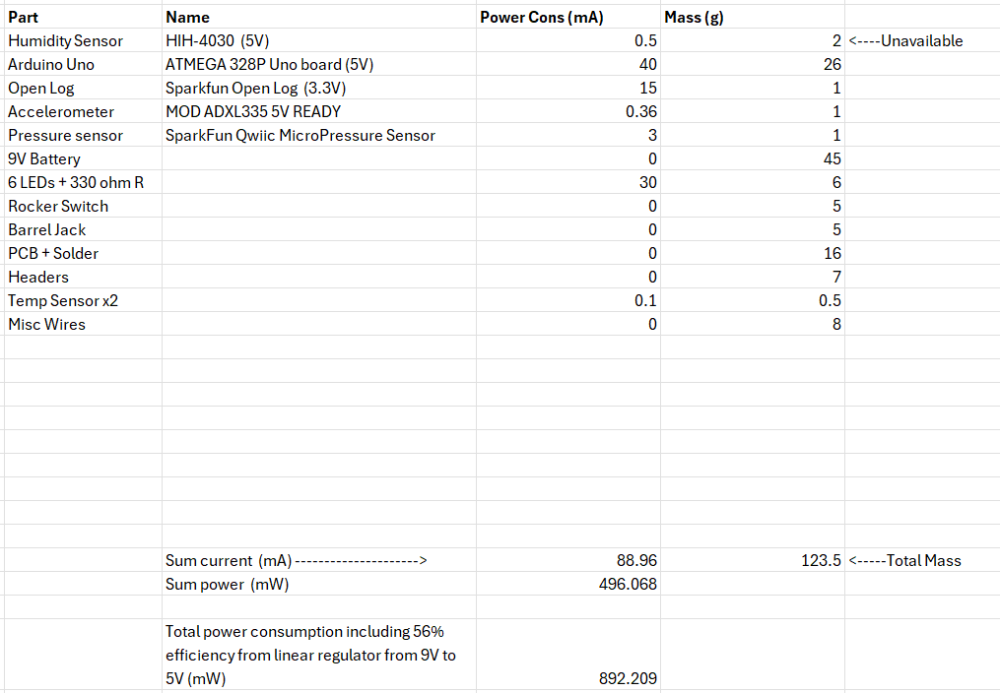 Part Name Power Cons (mA) Mass (g)
Humidity Sensor HIH-4030 (5V) 0.5 2 <----Unavailable
Arduino Uno ATMEGA 328P Uno board (5V) 40 26
Open Log Sparkfun Open Log (3.3V) 15 1
Accelerometer MOD ADXL335 5V READY 0.36 1
Pressure sensor SparkFun Qwiic MicroPressure Sensor 3 1
9V Battery 0 45
6 LEDs + 330 ohm R 30 6
Rocker Switch 0 5
Barrel Jack 0 5
PCB + Solder 0 16
Headers 0 7
Temp Sensor x2 0.1 0.5
Misc Wires 0 8
Sum current (mA) ---------------------> 88.96 123.5 <-----Total Mass
Sum power (mW) 496.068
Total power consumption including 56%
efficiency from linear regulator from 9V to
5V (mW) 892.209